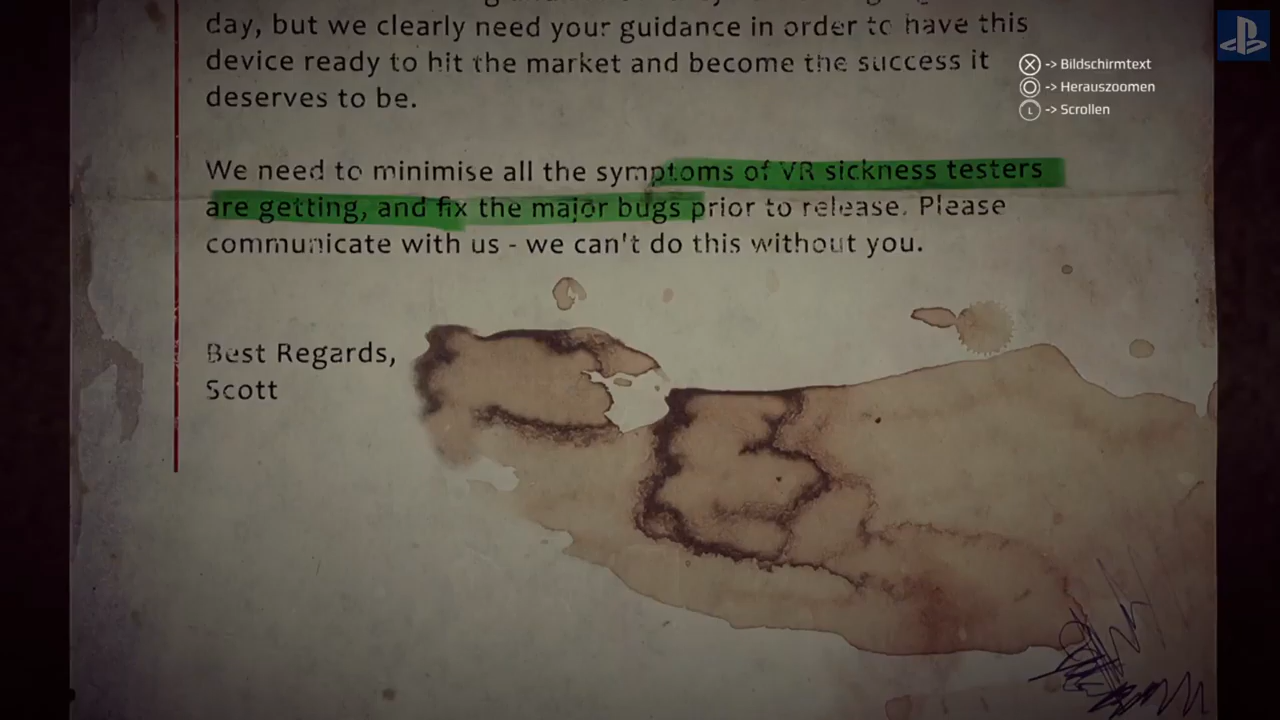 day, but we clearly need your guidance in order to have this
device ready to hit the market and become the success it
deserves to be.
We need to minimise all the symptoms of VR sickness testers
are getting, and fix the major bugs prior to release. Please
communicate with us - we can't do this without you.
Best Regards,
Scott
-> Bildschirmtext
-> Herauszoomen
L -> Scrollen